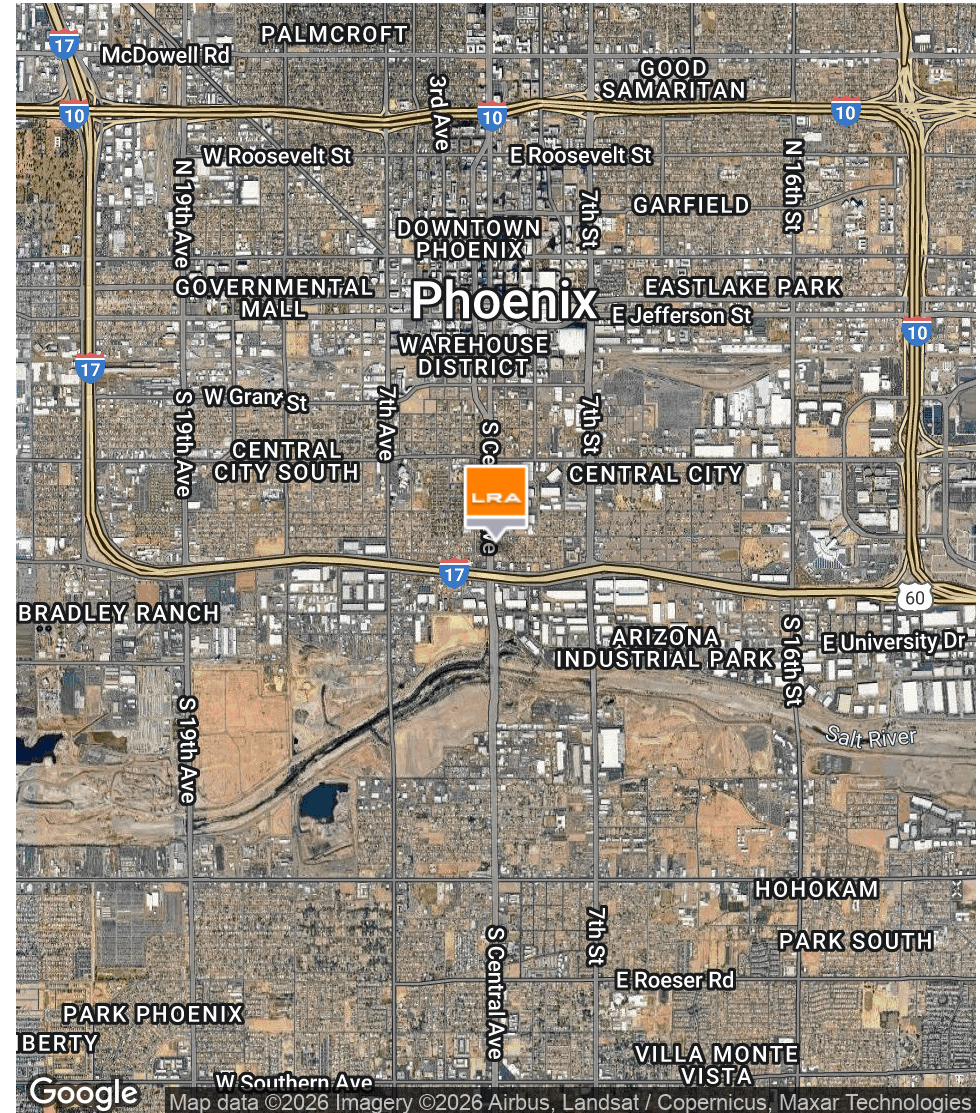 PALMCROFT
17
McDowell Rd
GOOD
SAMARITAN
3rd Ave
10
10
10
W Roosevelt St
E Roosevelt St
N 19th Ave
N 16th St
7th St
GARFIELD
DOWNTOWN
PHOENIX
GOVERNMENTAL
MALL
Phoenix
EASTLAKE PARK
E Jefferson St
10
WAREHOUSE
DISTRICT
17
W Grant St
S 19th Ave
7th Ave
7th St
CENTRAL
CITY SOUTH
S Ce
CENTRAL CITY
LRA
ve
17
60
BRADLEY RANCH
ARIZONA
INDUSTRIAL PARK
S 16th St
E University Dr
S 19th Ave
Salt River
HOHOKAM
7th St
S Central Ave
PARK SOUTH
E Roeser Rd
PARK PHOENIX
IBERTY
VILLA MONTE
VISTA
W Southern Ave
Google
Map data ©2026 Imagery ©2026 Airbus, Landsat / Copernicus, Maxar Technologies